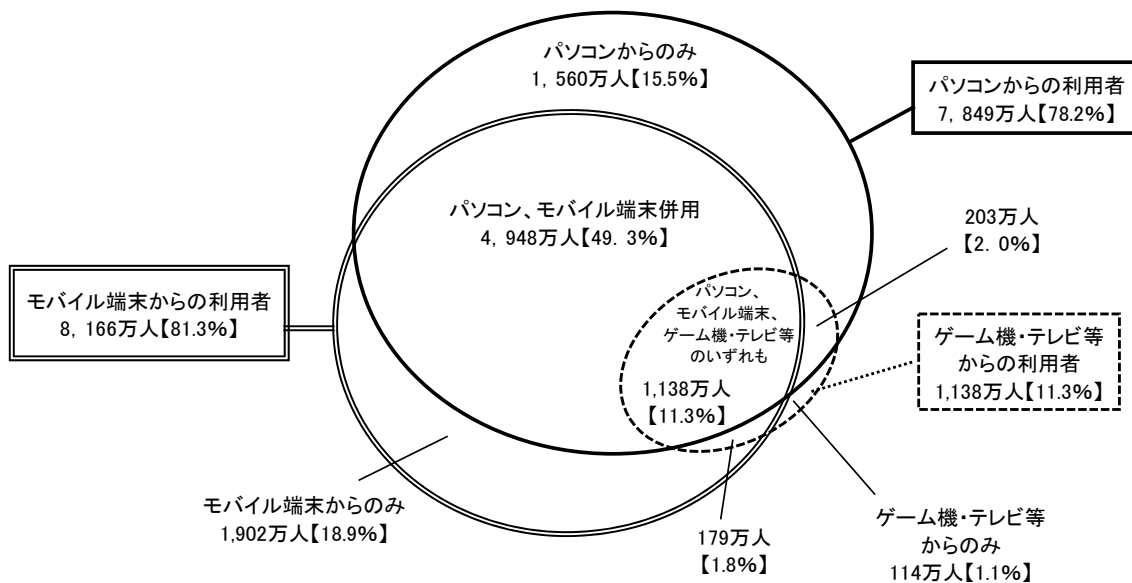 パソコンからのみ
1, 560万人【15.5%】
パソコンからの利用者
7, 849万人【78.2%】
パソコン、モバイル端末併用
4, 948万人【49. 3%】
203万人
【2. 0%】
モバイル端末からの利用者
8, 166万人【81.3%】
パソコン、
モバイル端末、
ゲーム機・テレビ等
のいずれも
1,138万人
【11.3%】
ゲーム機・テレビ等
からの利用者
1,138万人【11.3%】
モバイル端末からのみ
1,902万人【18.9%】
179万人
【1.8%】
ゲーム機・テレビ等
からのみ
114万人【1.1%】